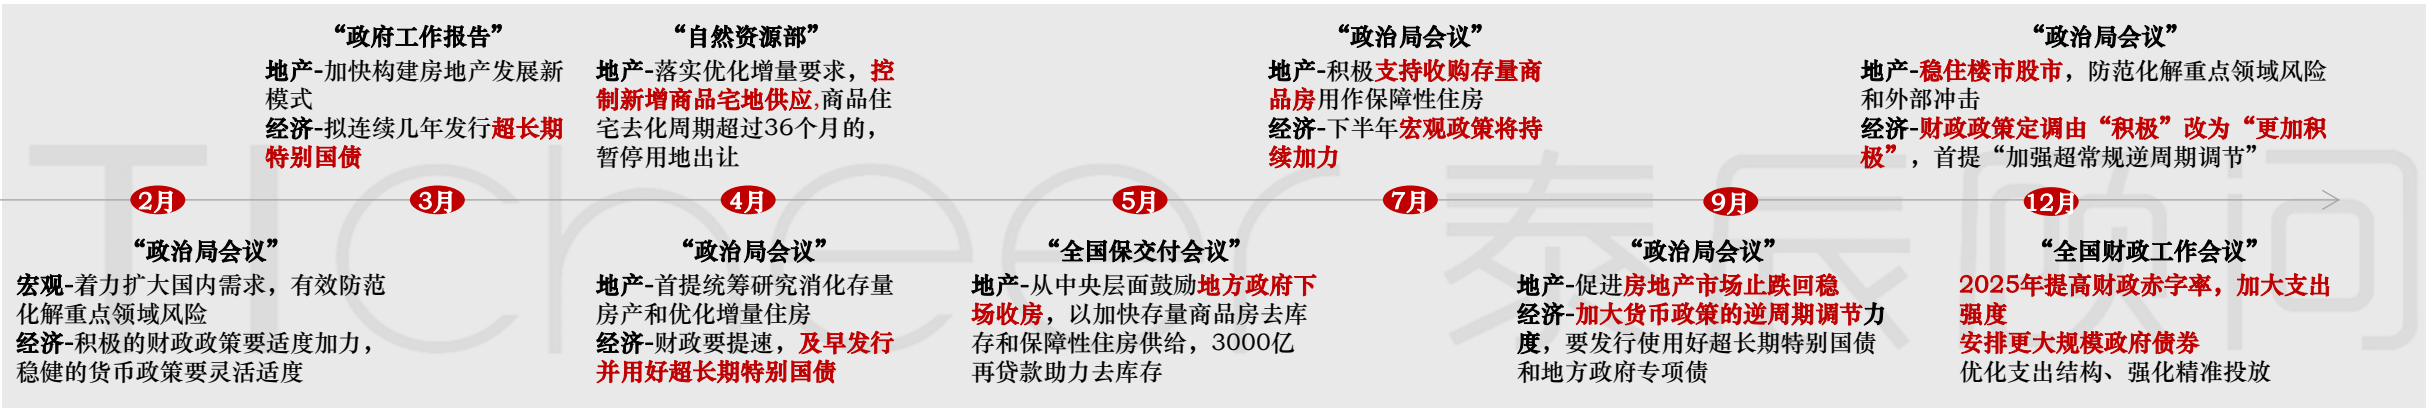 “政府工作报告”
地产-加快构建房地产发展新
模式
经济-拟连续几年发行超长期
特别国债
“自然资源部”
地产-落实优化增量要求，控
制新增商品宅地供应,商品住
宅去化周期超过36个月的，
暂停用地出让
“政治局会议”
地产-积极支持收购存量商
品房用作保障性住房
经济-下半年宏观政策将持
续加力
“政治局会议”
地产-稳住楼市股市，防范化解重点领域风险
和外部冲击
经济-财政政策定调由“积极”改为“更加积
极”，首提“加强超常规逆周期调节”
2月
3月
4月
5月
7月
9月
12月
“政治局会议”
宏观-着力扩大国内需求，有效防范
化解重点领域风险
经济-积极的财政政策要适度加力，
稳健的货币政策要灵活适度
“政治局会议”
地产-首提统筹研究消化存量
房产和优化增量住房
经济-财政要提速，及早发行
并用好超长期特别国债
“全国保交付会议”
地产-从中央层面鼓励地方政府下
场收房，以加快存量商品房去库
存和保障性住房供给，3000亿
再贷款助力去库存
“政治局会议”
地产-促进房地产市场止跌回稳
经济-加大货币政策的逆周期调节力
度，要发行使用好超长期特别国债
和地方政府专项债
“全国财政工作会议”
2025年提高财政赤字率，加大支出
强度
安排更大规模政府债券
优化支出结构、强化精准投放
TICheer 泰辰顾问